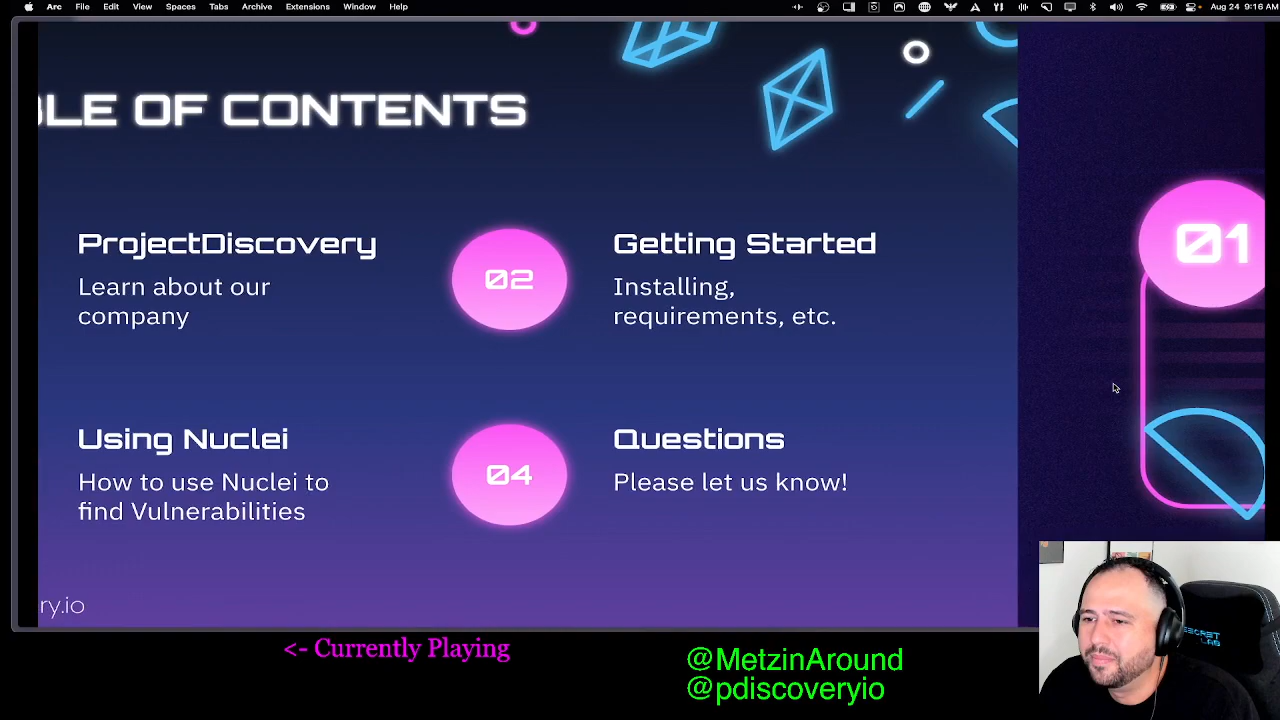 Arc File Edit View Spaces Tabs Archive Extensions Window Help Aug 24 9:16 AM
LE OF CONTENTS
ProjectDiscovery
Learn about our
company
02
Getting Started
Installing,
requirements, etc.
01
Using Nuclei
How to use Nuclei to
find Vulnerabilities
04
Questions
Please let us know!
ry.io
<- Currently Playing
@MetzinAround
@pdiscoveryio